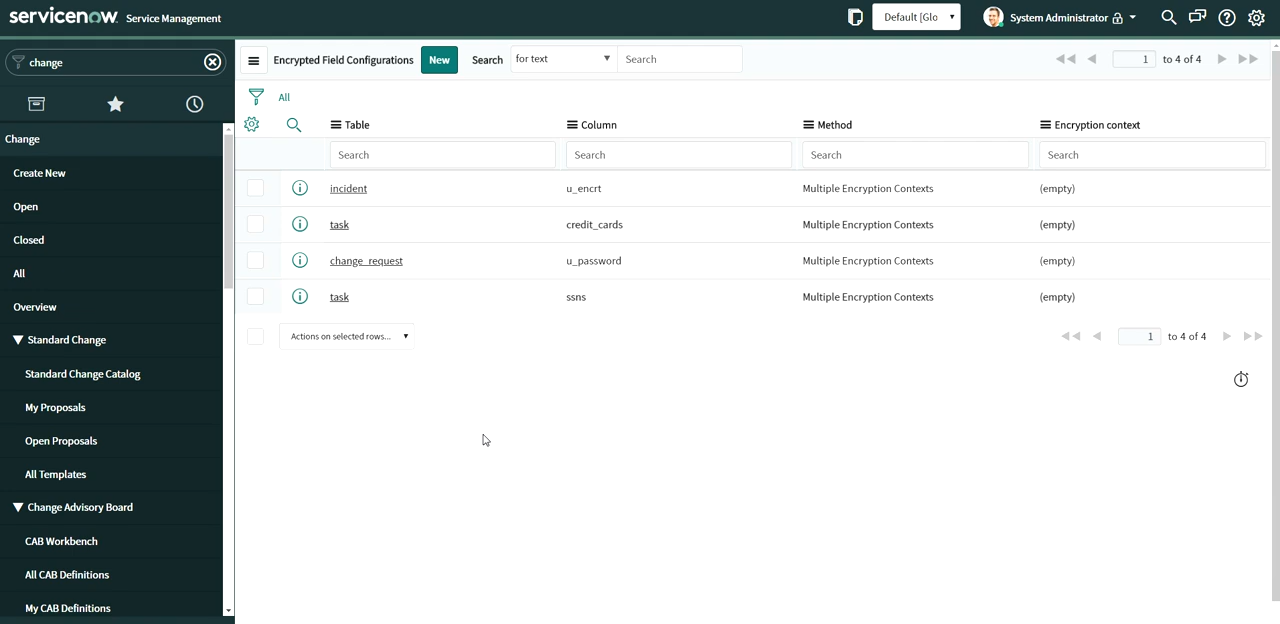 servicenow Service Management
Default [Glo
System Administrator
change
Encrypted Field Configurations New Search for text Search 1 to 4 of 4
All
Table Column Method Encryption context
Search Search Search Search
incident u_encrt Multiple Encryption Contexts (empty)
task credit_cards Multiple Encryption Contexts (empty)
change_request u_password Multiple Encryption Contexts (empty)
task ssns Multiple Encryption Contexts (empty)
Actions on selected rows... 1 to 4 of 4
Change
Create New
Open
Closed
All
Overview
Standard Change
Standard Change Catalog
My Proposals
Open Proposals
All Templates
Change Advisory Board
CAB Workbench
All CAB Definitions
My CAB Definitions